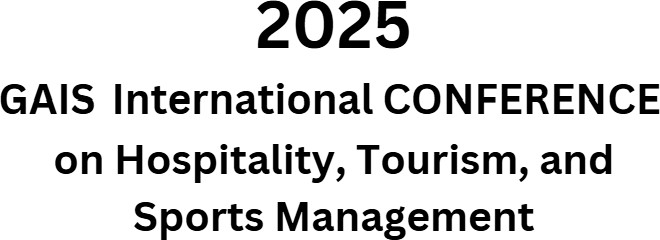 2025
GAIS International CONFERENCE
on Hospitality, Tourism, and
Sports Management